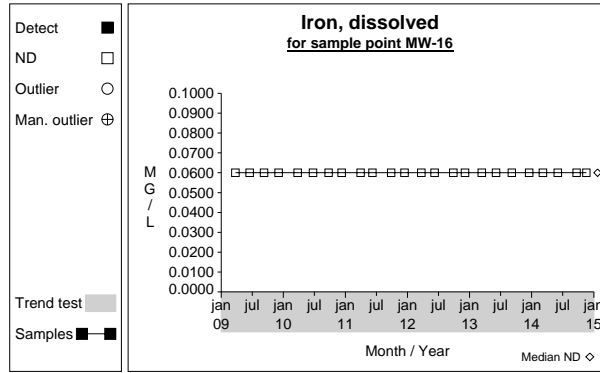 Detect
ND
Outlier
Man. outlier
Trend test
Samples
Iron, dissolved
for sample point MW-16
M
G
/
L
0.1000
0.0900
0.0800
0.0700
0.0600
0.0500
0.0400
0.0300
0.0200
0.0100
0.0000
jan jul jan jul jan jul jan jul jan jul jan jul jan
09 10 11 12 13 14 15
Month / Year
Median ND